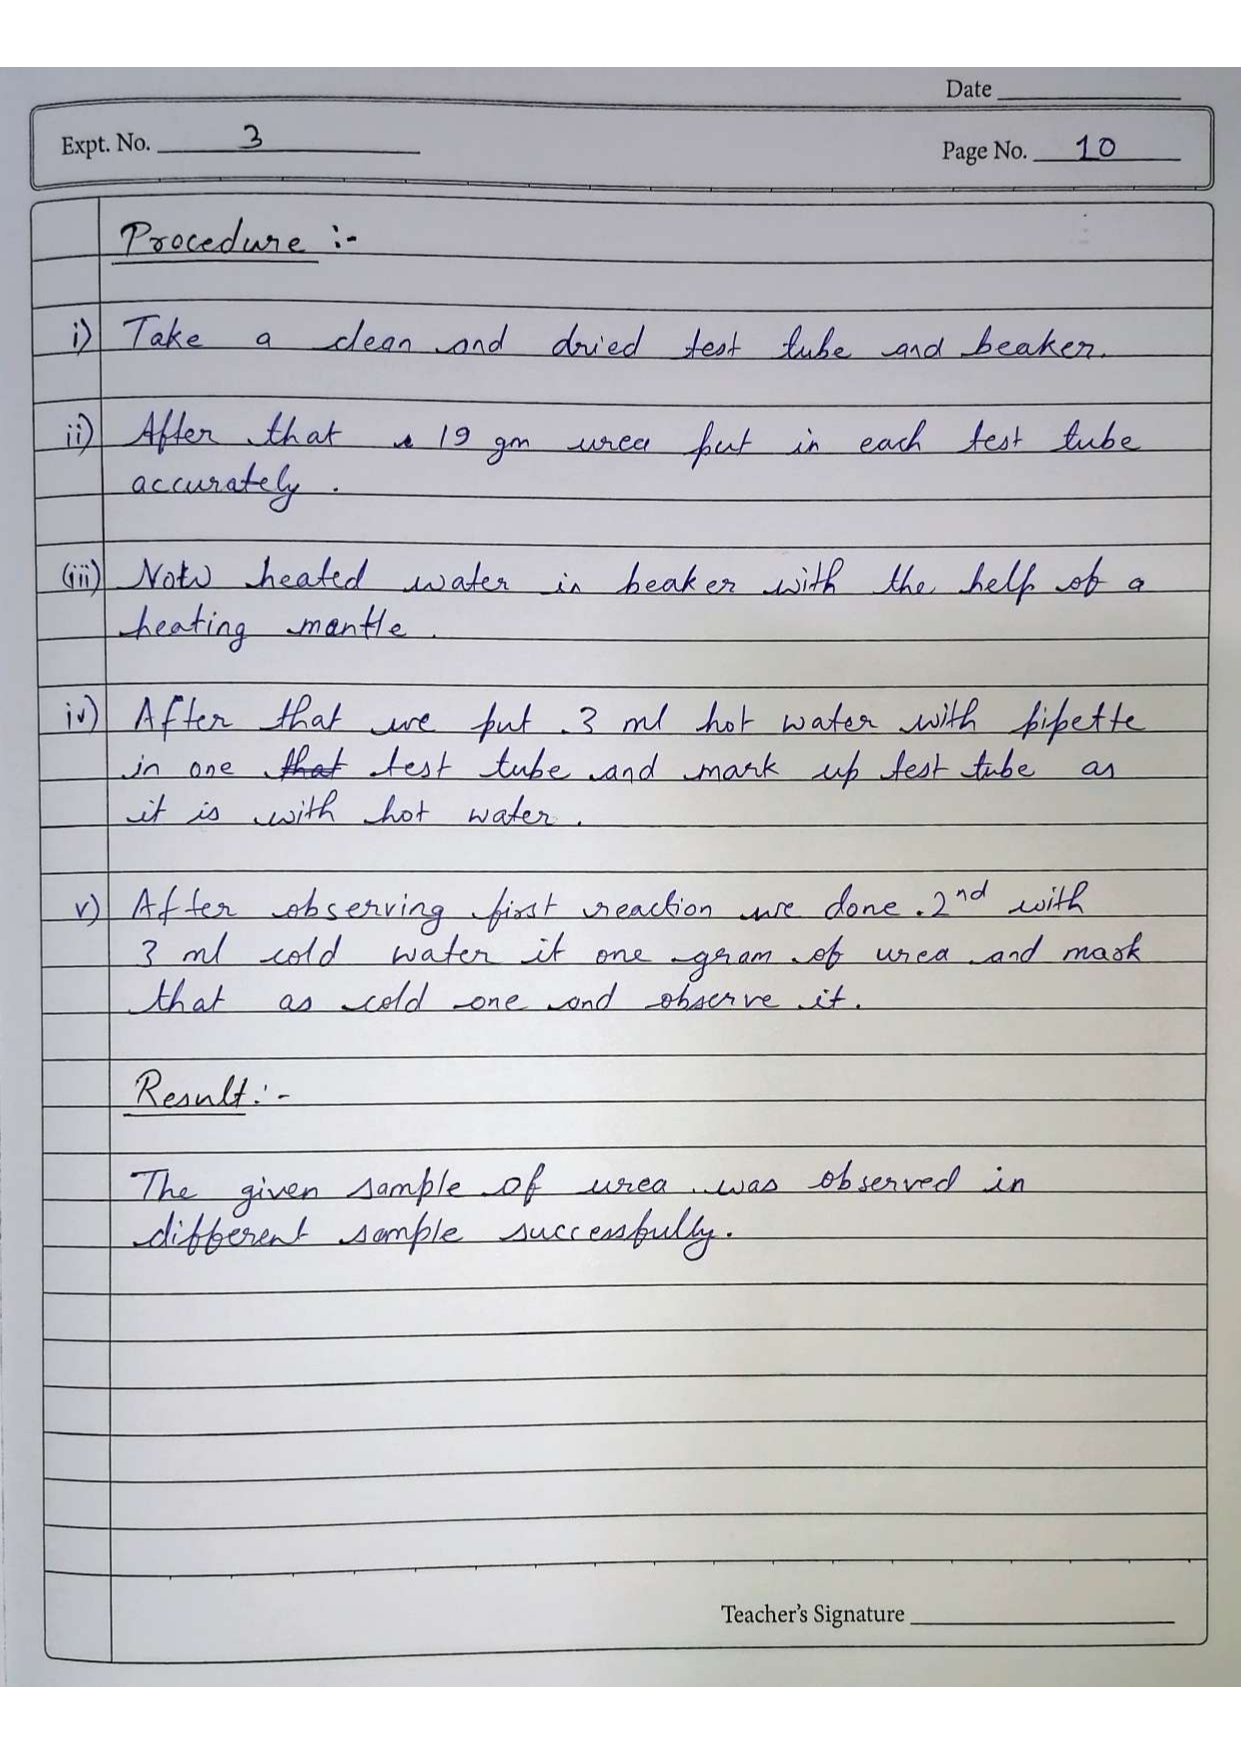 Date
Expt. No. 3
Page No. 10
Procedure :-
i) Take a clean and dried test tube and beaker.
ii) After that 19 gm urea put in each test tube
accurately.
(iii) Now heated water in beaker with the help of a
heating mantle.
iv) After that we put 3 ml hot water with pipette
in one that test tube and mark up test tube as
it is with hot water.
v) After observing first reaction we done. 2nd with
3 ml cold water it one gram of urea and mark
that as cold one and observe it.
Result :-
The given sample of urea was observed in
different sample successfully.
Teacher's Signature